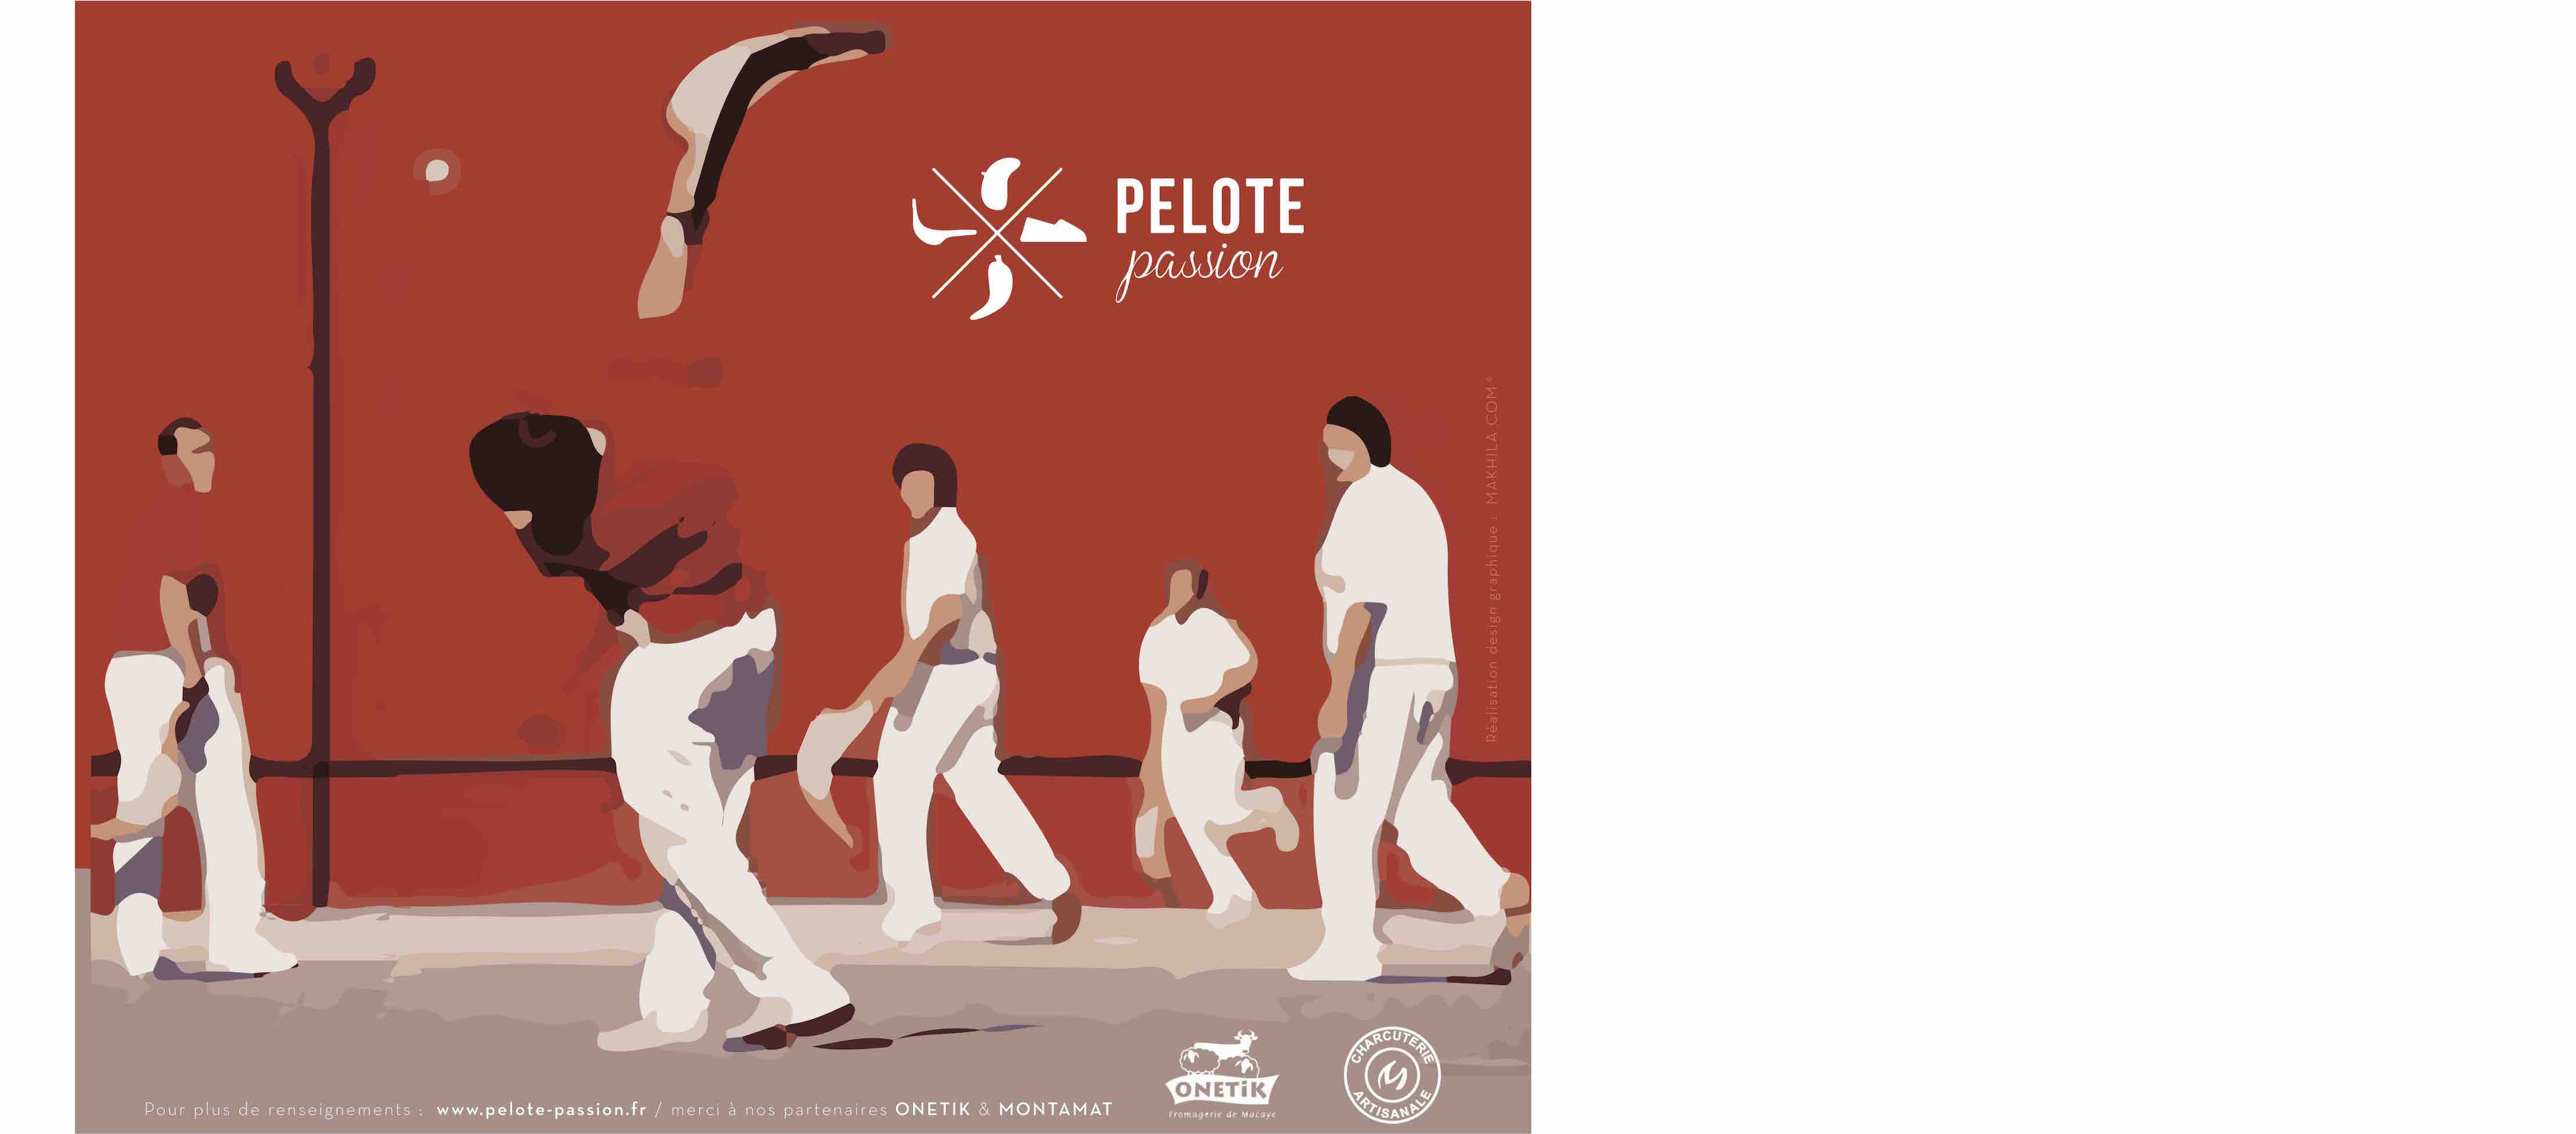 PELOTE
passion
Réalisation design graphique : MAKHILA COM®
ONETiK
Fromagerie de Macaye
CHARCUTERIE
ARTISANALE
Pour plus de renseignements : www.pelote-passion.fr / merci à nos partenaires ONETIK & MONTAMAT